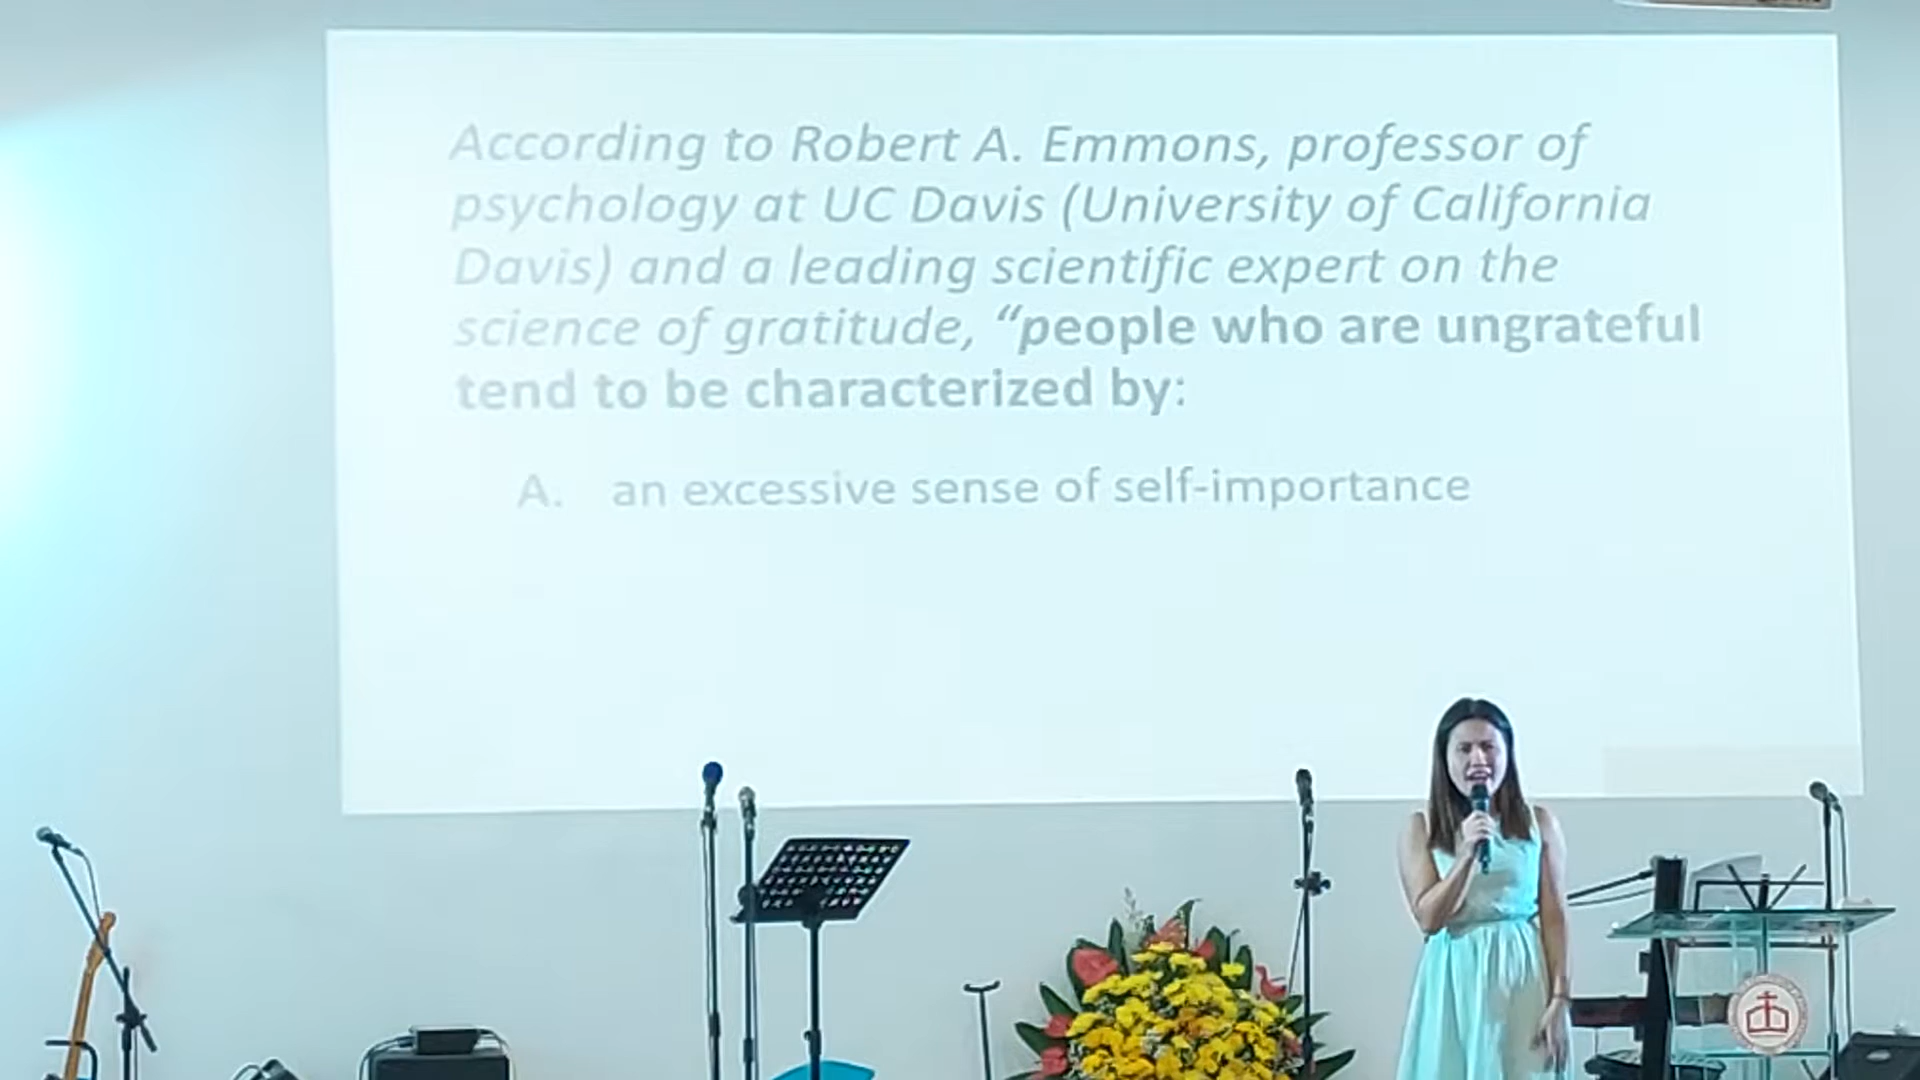 According to Robert A. Emmons, professor of
psychology at UC Davis (University of California
Davis) and a leading scientific expert on the
science of gratitude, “people who are ungrateful
tend to be characterized by:
A. an excessive sense of self-importance